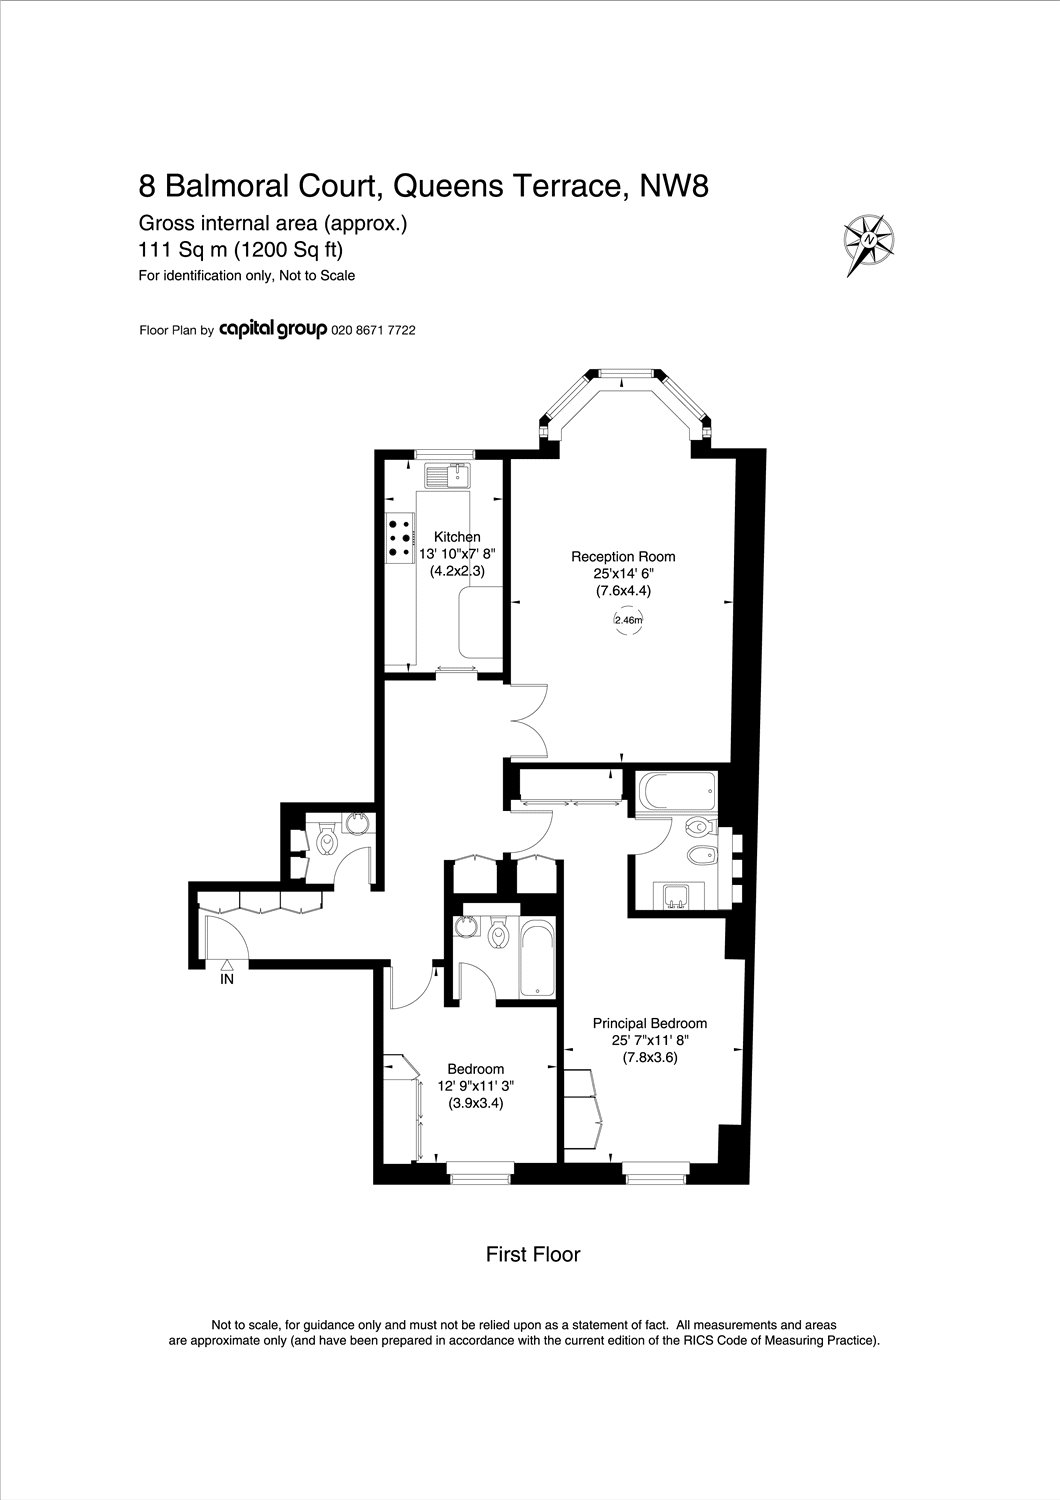 8 Balmoral Court, Queens Terrace, NW8
Gross internal area (approx.)
111 Sq m (1200 Sq ft)
For identification only, Not to Scale
N
Floor Plan by capital group 020 8671 7722
Kitchen
13' 10"x7' 8"
(4.2x2.3)
Reception Room
25'x14' 6"
(7.6x4.4)
2.46m
IN
Principal Bedroom
25' 7"x11' 8"
(7.8x3.6)
Bedroom
12' 9"x11' 3"
(3.9x3.4)
First Floor
Not to scale, for guidance only and must not be relied upon as a statement of fact. All measurements and areas
are approximate only (and have been prepared in accordance with the current edition of the RICS Code of Measuring Practice).